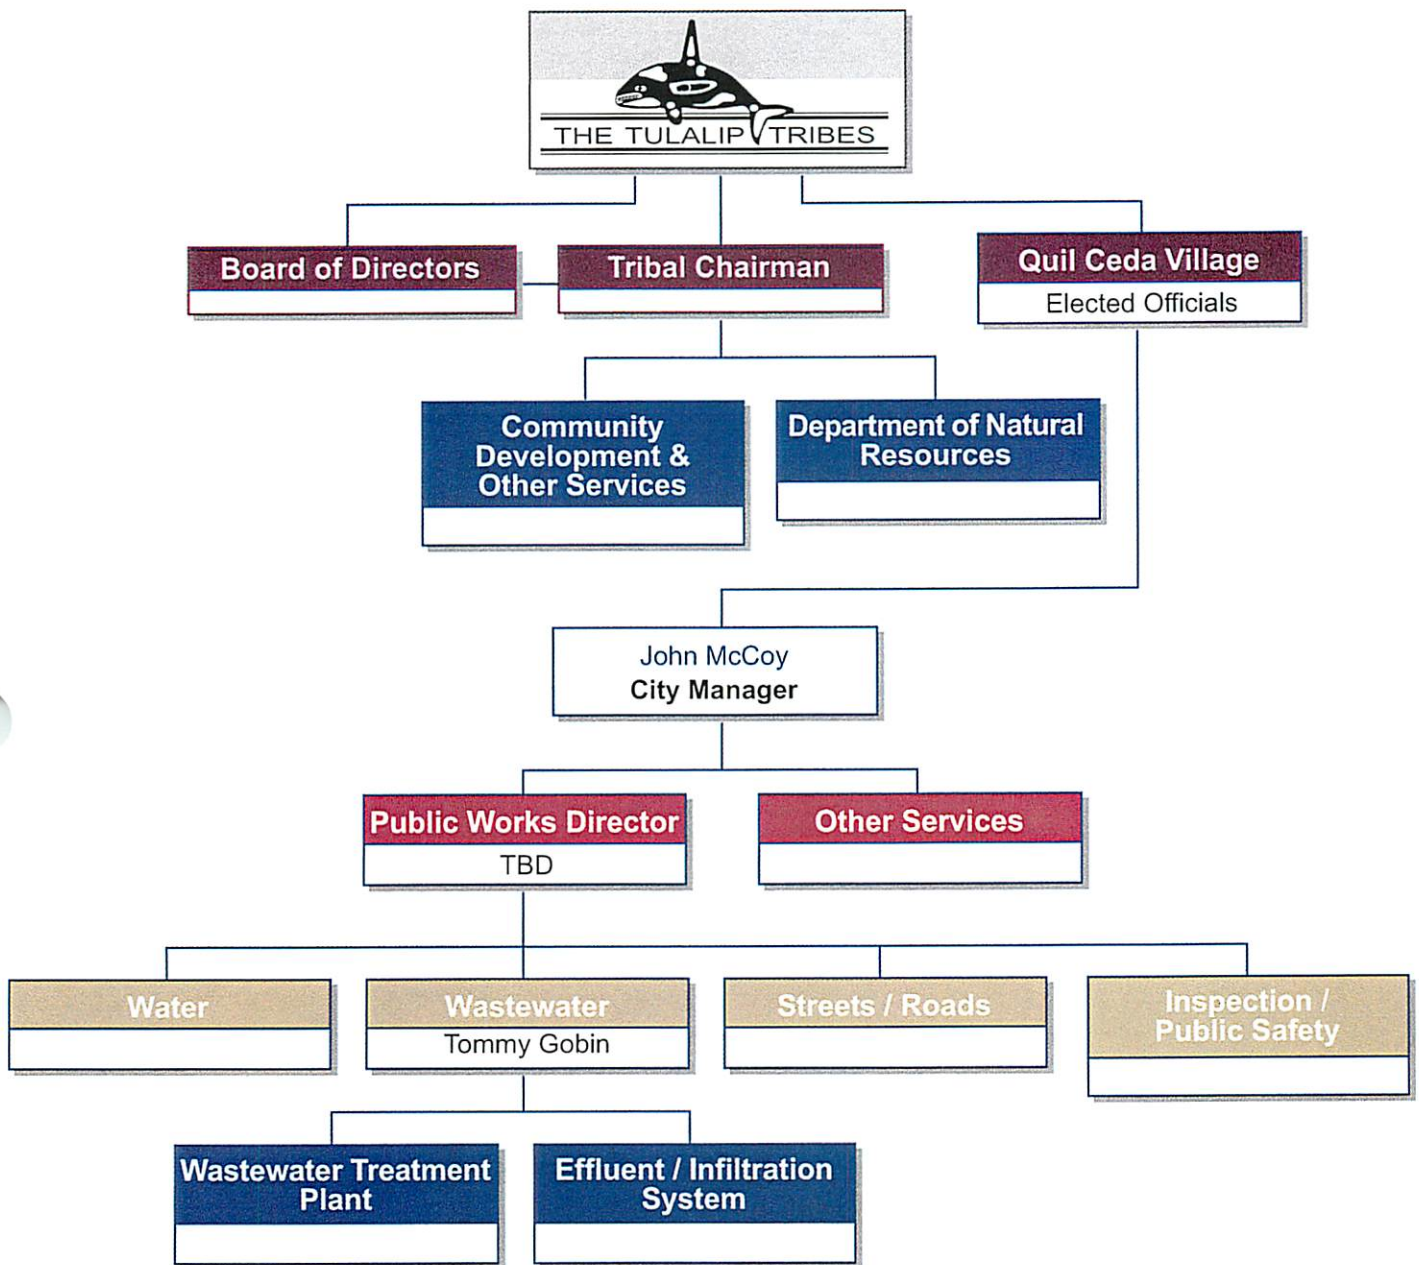 THE TULALIP TRIBES
Board of Directors
Tribal Chairman
Quil Ceda Village
Elected Officials
Community
Development &
Other Services
Department of Natural
Resources
John McCoy
City Manager
Public Works Director
TBD
Other Services
Water
Wastewater
Tommy Gobin
Streets / Roads
Inspection /
Public Safety
Wastewater Treatment
Plant
Effluent / Infiltration
System